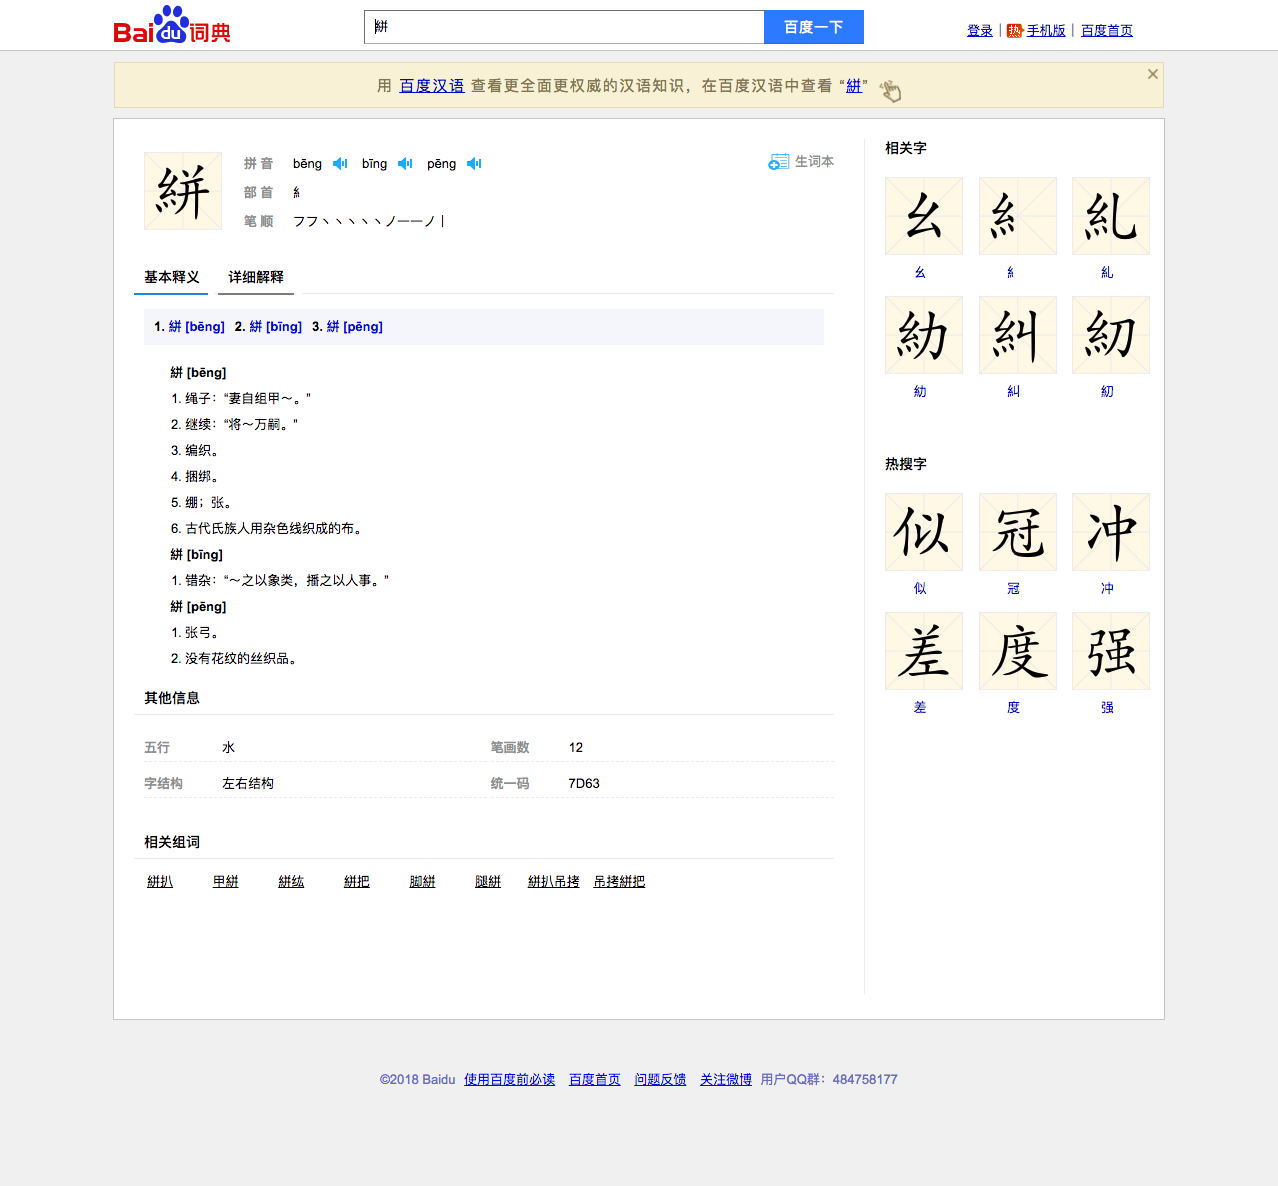 Bai du 词典
絣
百度一下
登录 | 热 手机版 | 百度首页
用 百度汉语 查看更全面更权威的汉语知识，在百度汉语中查看 “絣”
絣
拼 音 bēng bīng pēng
生词本
部 首 糹
笔 顺 フフ丶丶丶丶丶ノ一一ノ丨
基本释义 详细解释
1. 絣 [bēng] 2. 絣 [bīng] 3. 絣 [pēng]
絣 [bēng]
1. 绳子：“妻自组甲～。”
2. 继续：“将～万嗣。”
3. 编织。
4. 捆绑。
5. 绷；张。
6. 古代氐族人用杂色线织成的布。
絣 [bīng]
1. 错杂：“～之以象类，播之以人事。”
絣 [pēng]
1. 张弓。
2. 没有花纹的丝织品。
其他信息
五行 水 笔画数 12
字结构 左右结构 统一码 7D63
相关组词
絣扒 甲絣 絣纮 絣把 脚絣 腿絣 絣扒吊拷 吊拷絣把
相关字
幺 糹 糺
幺 糹 糺
紗 糾 紉
紗 糾 紉
热搜字
似 冠 冲
似 冠 冲
差 度 强
差 度 强
©2018 Baidu 使用百度前必读 百度首页 问题反馈 关注微博 用户QQ群：484758177